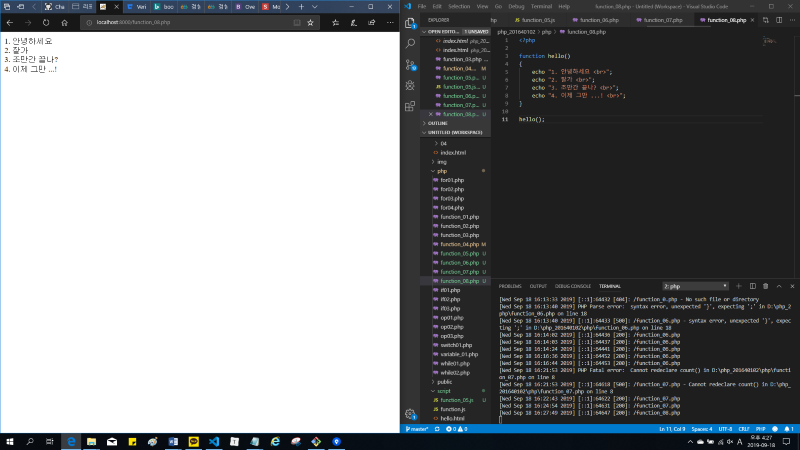 localhost:8000/function_08.php
1. 안녕하세요
2. 잘가
3. 조만간 끝나?
4. 이제 그만 ...!
File Edit Selection View Go Debug Terminal Help
function_08.php - Untitled (Workspace) - Visual Studio Code
EXPLORER
function_05.js
function_06.php
function_07.php
function_08.php
OPEN EDITO... 1 UNSAVED
index.html
index.html
function_03.php
function_04.... M
function_05.p... U
function_05.js... U
function_06.p... U
function_07.p... U
function_08.p... U
OUTLINE
UNTITLED (WORKSPACE)
04
index.html
img
php
for01.php
for02.php
for03.php
for04.php
function_01.php
function_02.php
function_03.php
function_04.php M
function_05.php U
function_06.php U
function_07.php U
function_08.php U
if01.php
if02.php
if03.php
op01.php
op02.php
op03.php
switch01.php
variable_01.php
while01.php
while02.php
public
script
function_05.js U
function.js
hello.html
php_201640102 > php > function_08.php
1 <?php
2
3 function hello()
4 {
5 echo "1. 안녕하세요 <br>";
6 echo "2. 잘가 <br>";
7 echo "3. 조만간 끝나? <br>";
8 echo "4. 이제 그만 ...! <br>";
9 }
10
11 hello();
PROBLEMS OUTPUT DEBUG CONSOLE TERMINAL
2: php
[Wed Sep 18 16:13:33 2019] [::1]:64432 [404]: /function_0.php - No such file or directory
[Wed Sep 18 16:13:40 2019] PHP Parse error: syntax error, unexpected '}', expecting ';' in D:\php_2
php\function_06.php on line 18
[Wed Sep 18 16:13:40 2019] [::1]:64433 [500]: /function_06.php - syntax error, unexpected '}', expec
ting ';' in D:\php_201640102\php\function_06.php on line 18
[Wed Sep 18 16:14:02 2019] [::1]:64436 [200]: /function_06.php
[Wed Sep 18 16:14:03 2019] [::1]:64437 [200]: /function_06.php
[Wed Sep 18 16:14:24 2019] [::1]:64441 [200]: /function_06.php
[Wed Sep 18 16:16:36 2019] [::1]:64452 [200]: /function_06.php
[Wed Sep 18 16:16:44 2019] [::1]:64453 [200]: /function_06.php
[Wed Sep 18 16:21:53 2019] PHP Fatal error: Cannot redeclare count() in D:\php_201640102\php\functi
on_07.php on line 8
[Wed Sep 18 16:21:53 2019] [::1]:64618 [500]: /function_07.php - Cannot redeclare count() in D:\php_
201640102\php\function_07.php on line 8
[Wed Sep 18 16:22:43 2019] [::1]:64622 [200]: /function_07.php
[Wed Sep 18 16:24:54 2019] [::1]:64631 [200]: /function_07.php
[Wed Sep 18 16:27:49 2019] [::1]:64647 [200]: /function_08.php
master*
0 0
Ln 11, Col 9 Spaces: 4 UTF-8 CRLF PHP
오후 4:27
2019-09-18